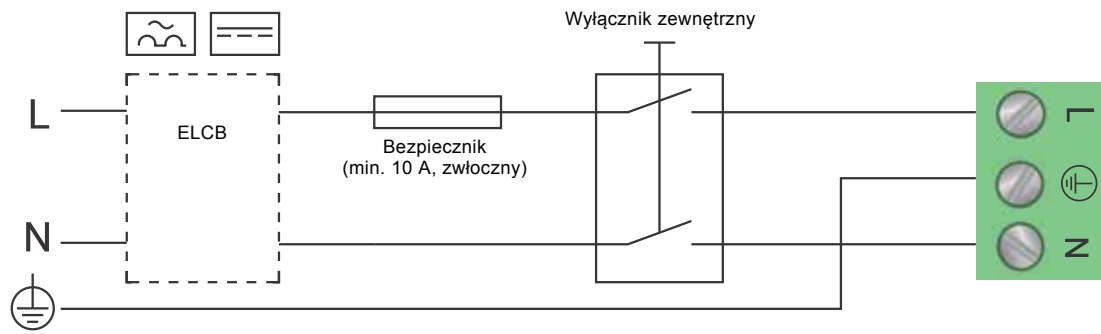 Wyłącznik zewnętrzny
L
ELCB
Bezpiecznik
(min. 10 A, zwłoczny)
L
N
N